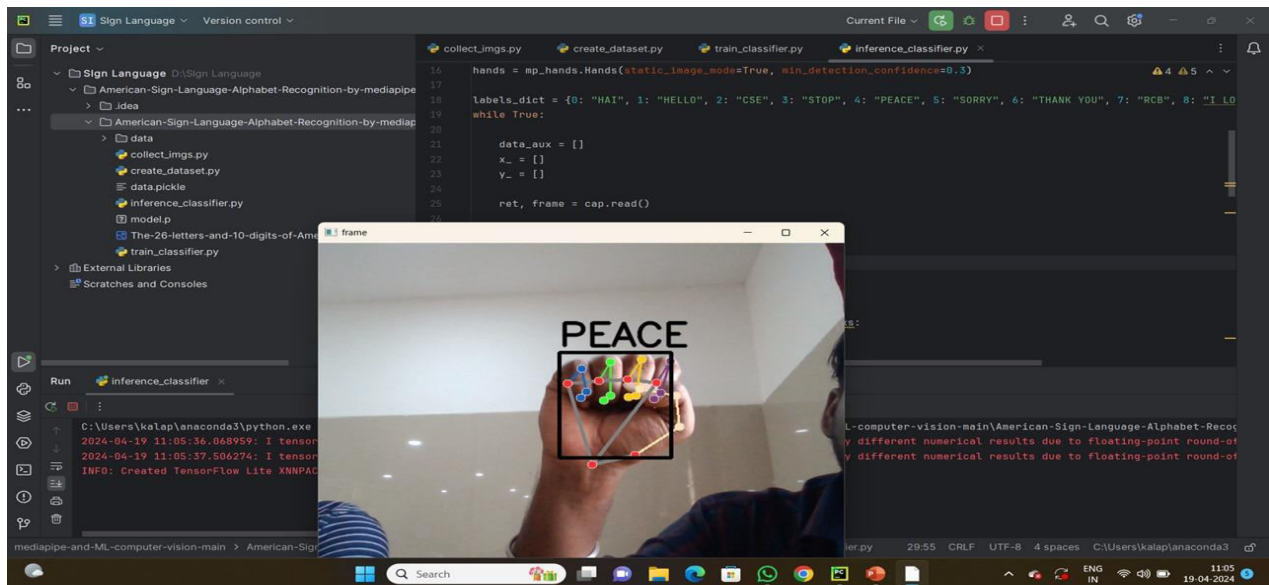 SI Sign Language Version control Current File
Project
collect_imgs.py create_dataset.py train_classifier.py inference_classifier.py
Sign Language D:\Sign Language
American-Sign-Language-Alphabet-Recognition-by-mediapipe
.idea
American-Sign-Language-Alphabet-Recognition-by-mediap
data
collect_imgs.py
create_dataset.py
data.pickle
inference_classifier.py
model.p
The-26-letters-and-10-digits-of-Ame
train_classifier.py
External Libraries
Scratches and Consoles
16 hands = mp_hands.Hands(static_image_mode=True, min_detection_confidence=0.3)
4 5
17
18 labels_dict = {0: "HAI", 1: "HELLO", 2: "CSE", 3: "STOP", 4: "PEACE", 5: "SORRY", 6: "THANK YOU", 7: "RCB", 8: "I LO
19 while True:
20
21 data_aux = []
22 x_ = []
23 y_ = []
24
25 ret, frame = cap.read()
26
frame
PEACE
ks:
Run inference_classifier
C:\Users\kalap\anaconda3\python.exe L-computer-vision-main\American-Sign-Language-Alphabet-Recog
2024-04-19 11:05:36.068959: I tensor y different numerical results due to floating-point round-of
2024-04-19 11:05:37.506274: I tensor y different numerical results due to floating-point round-of
INFO: Created TensorFlow Lite XNNPAC
mediapipe-and-ML-computer-vision-main > American-Sign ier.py 29:55 CRLF UTF-8 4 spaces C:\Users\kalap\anaconda3
Search
ENG
IN
11:05
19-04-2024